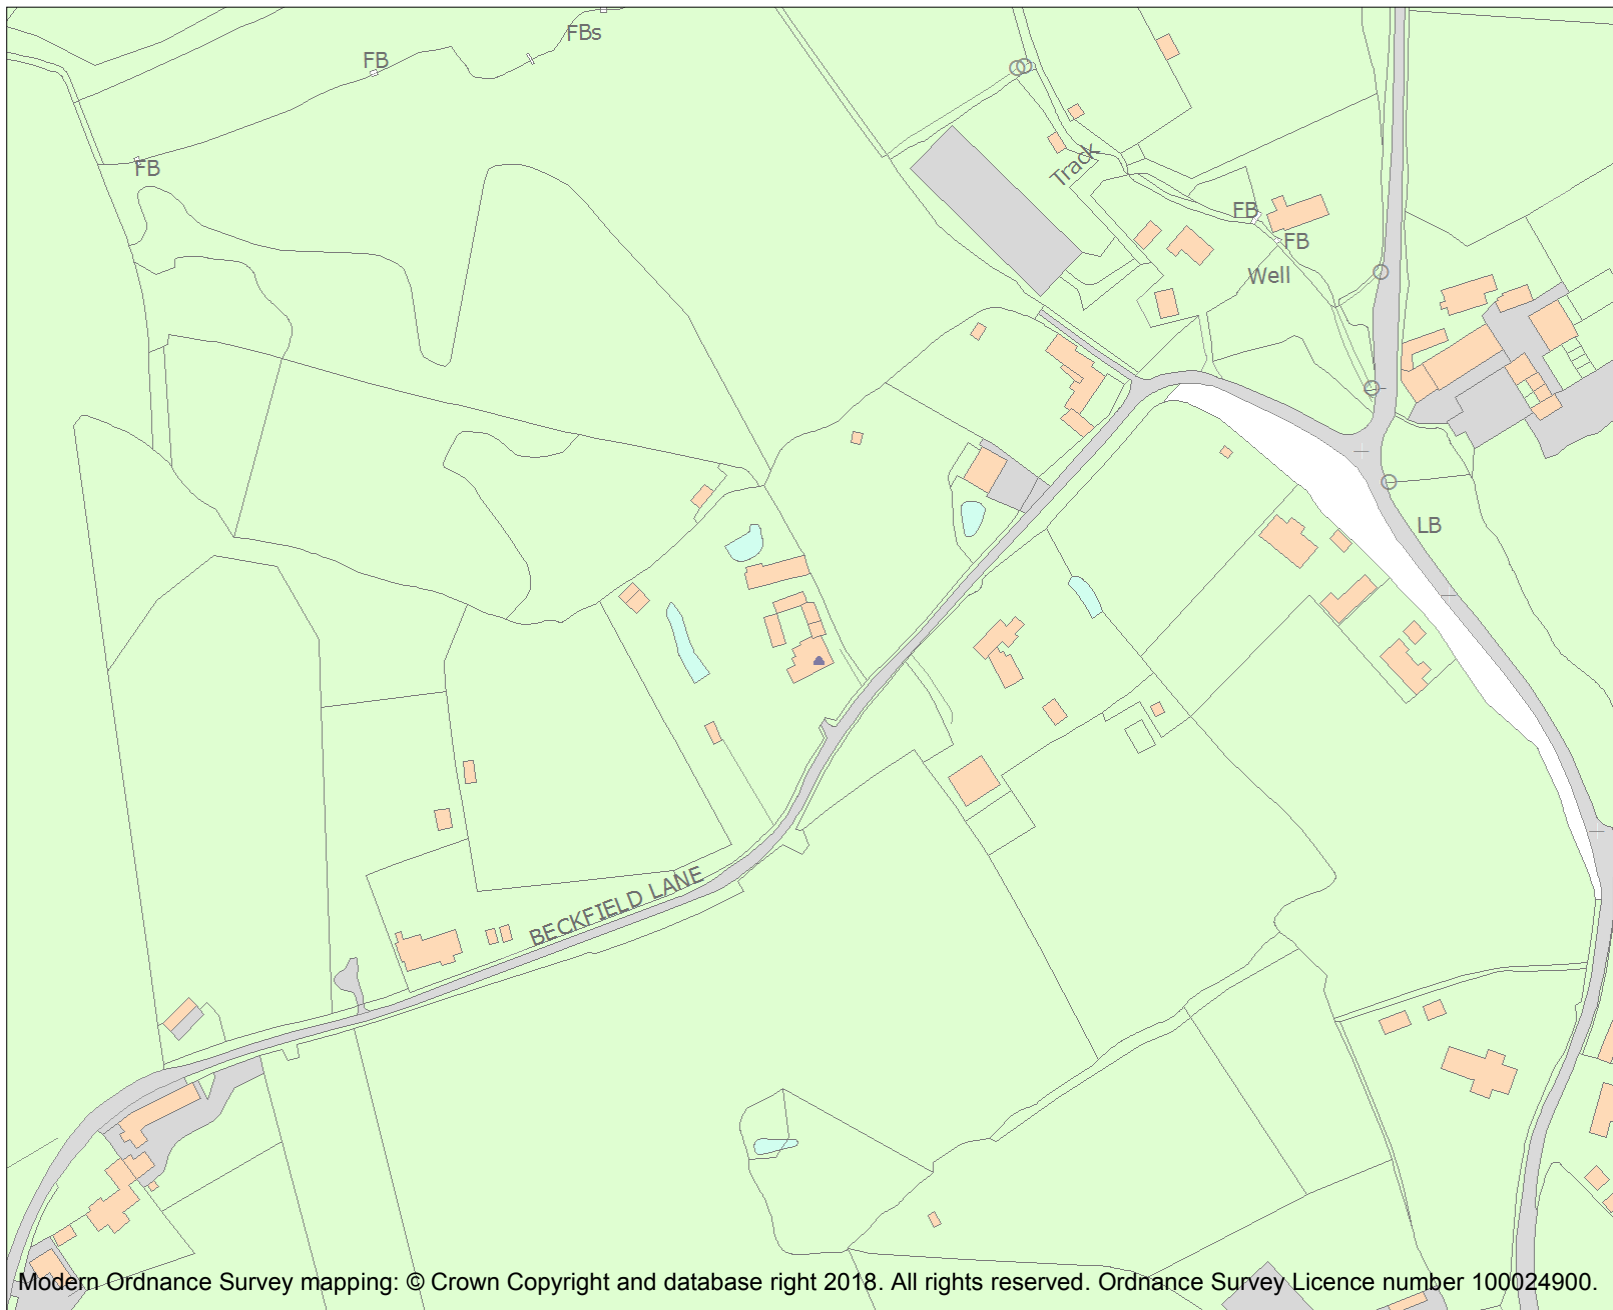 FBs
FB
FB
Track
FB
FB
Well
LB
BECKFIELD LANE
Modern Ordnance Survey mapping: © Crown Copyright and database right 2018. All rights reserved. Ordnance Survey Licence number 100024900.